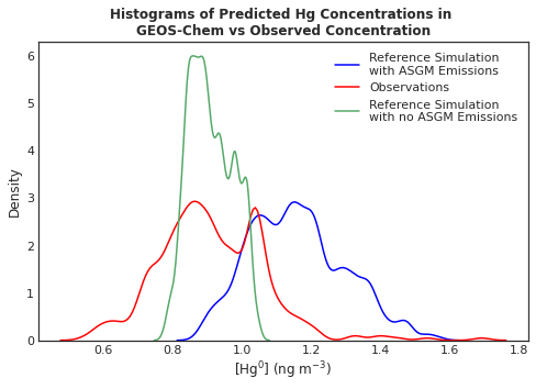 Histograms of Predicted Hg Concentrations in
GEOS-Chem vs Observed Concentration
Reference Simulation
with ASGM Emissions
Observations
Reference Simulation
with no ASGM Emissions
Density
6
5
4
3
2
1
0
0.6 0.8 1.0 1.2 1.4 1.6 1.8
[Hg⁰] (ng m⁻³)